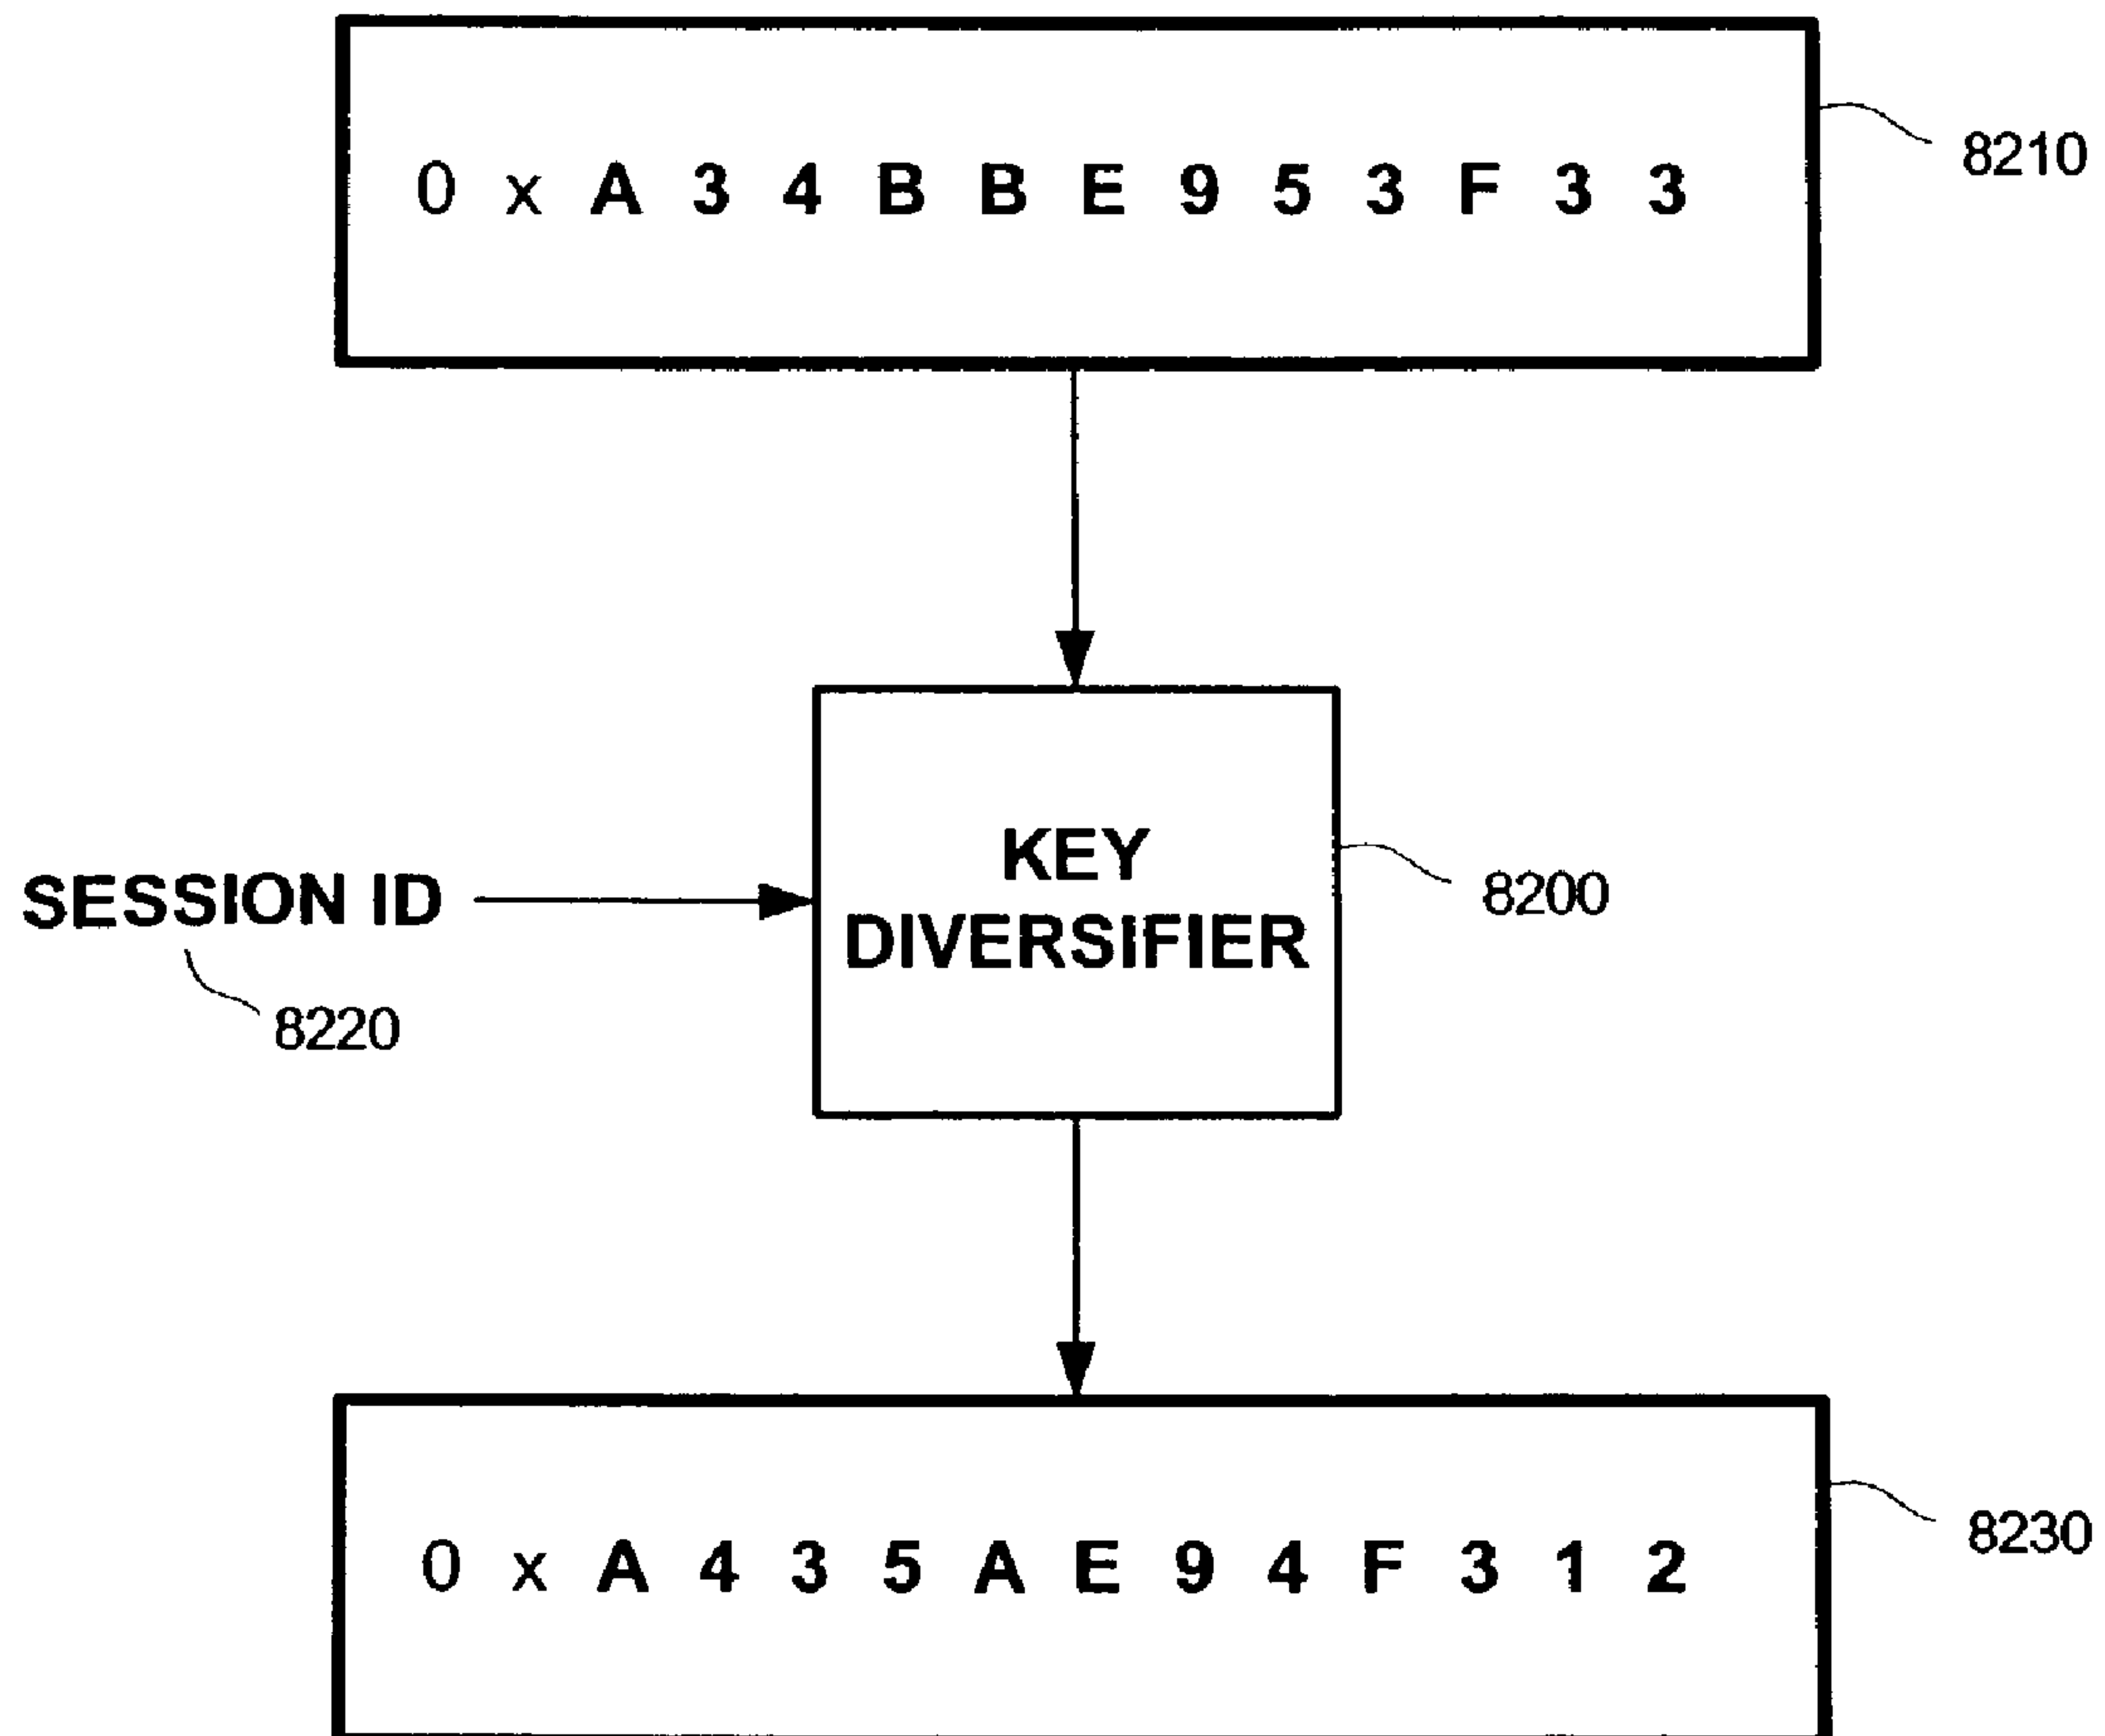 0 x A 3 4 B B E 9 5 3 F 3 3
8210
KEY
DIVERSIFIER
8200
SESSION ID
8220
0 x A 4 3 5 A E 9 4 F 3 1 2
8230